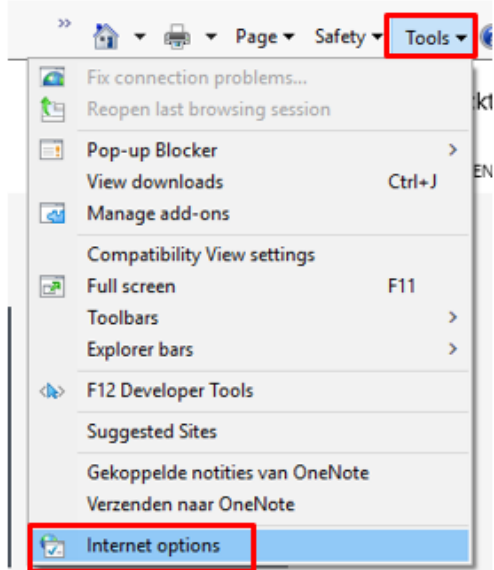 »
Page Safety Tools
Fix connection problems...
Reopen last browsing session
kt
Pop-up Blocker
EN
View downloads Ctrl+J
Manage add-ons
Compatibility View settings
Full screen F11
Toolbars
Explorer bars
F12 Developer Tools
Suggested Sites
Gekoppelde notities van OneNote
Verzenden naar OneNote
Internet options